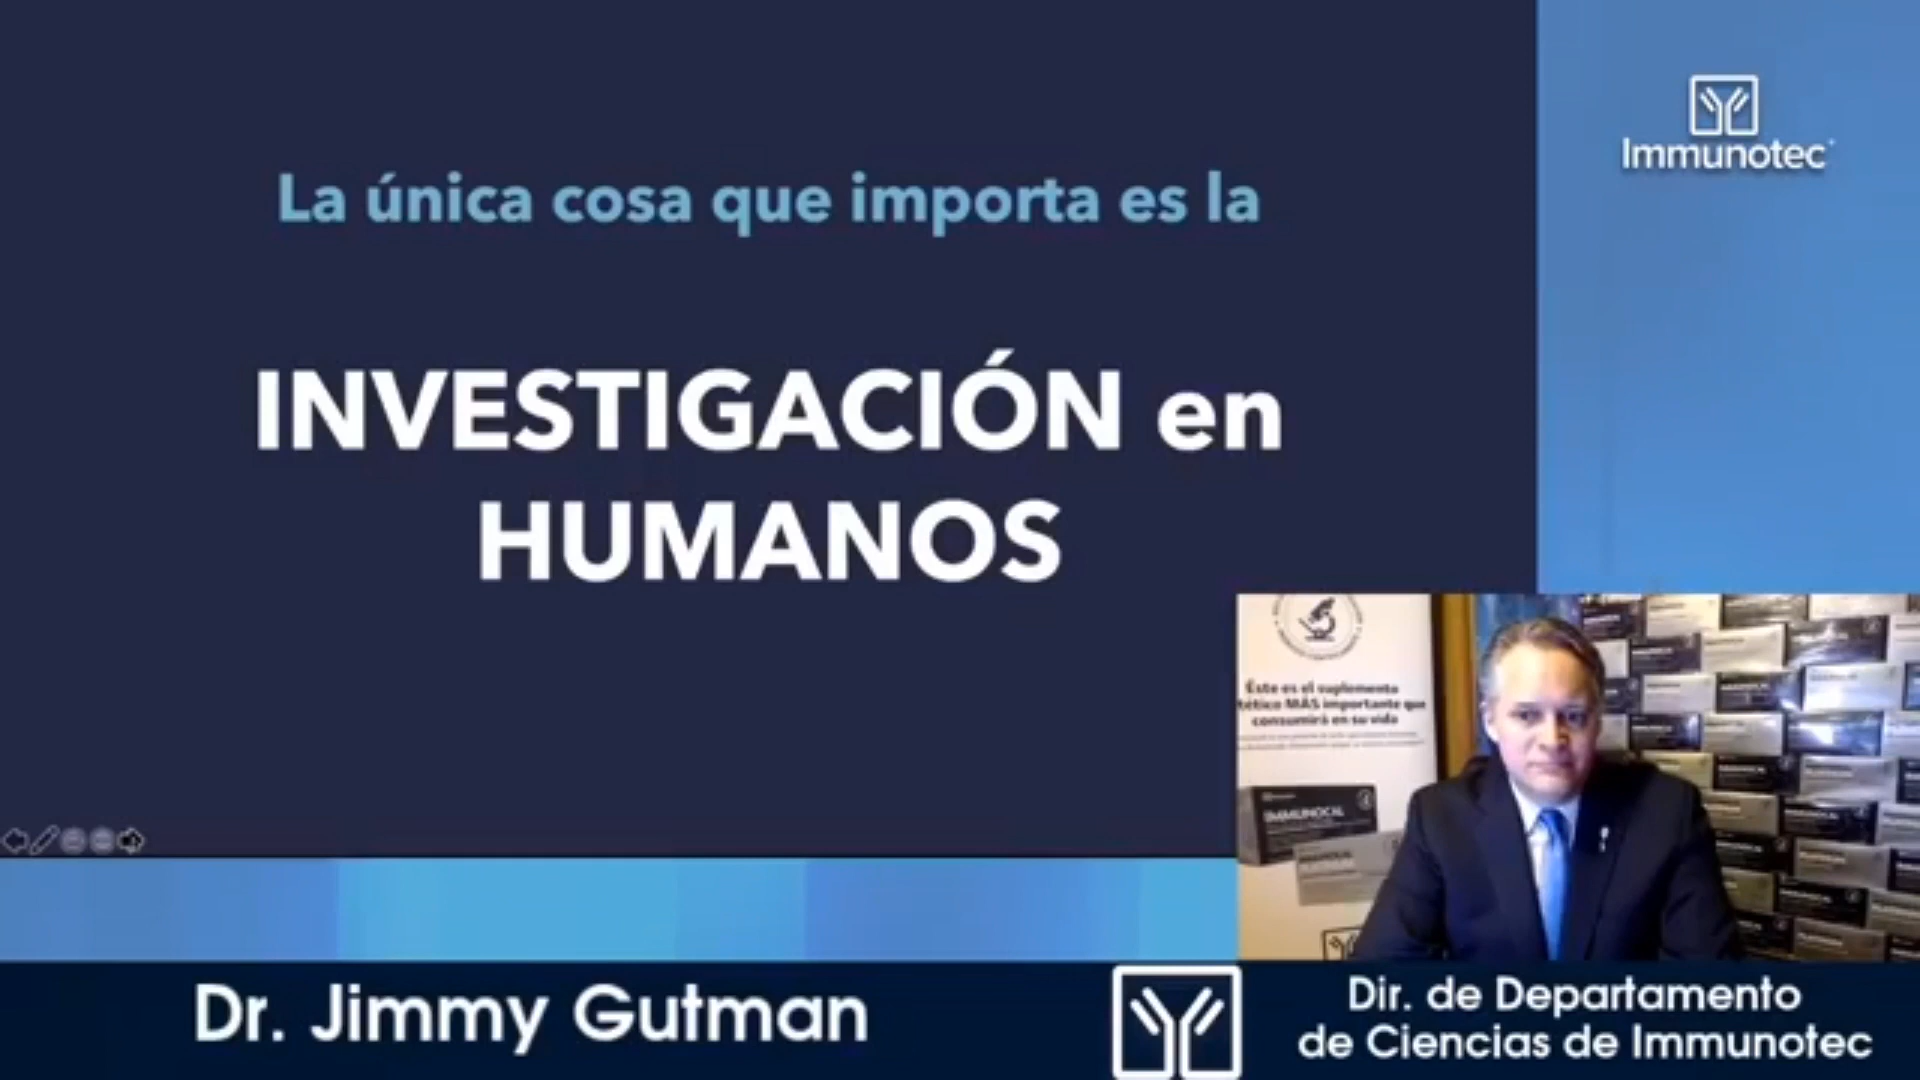 La única cosa que importa es la
INVESTIGACIÓN en
HUMANOS
Immunotec
Éste es el suplemento
MÁS importante que
consumirá en su vida
IMMUNOCAL
Dr. Jimmy Gutman
Dir. de Departamento
de Ciencias de Immunotec